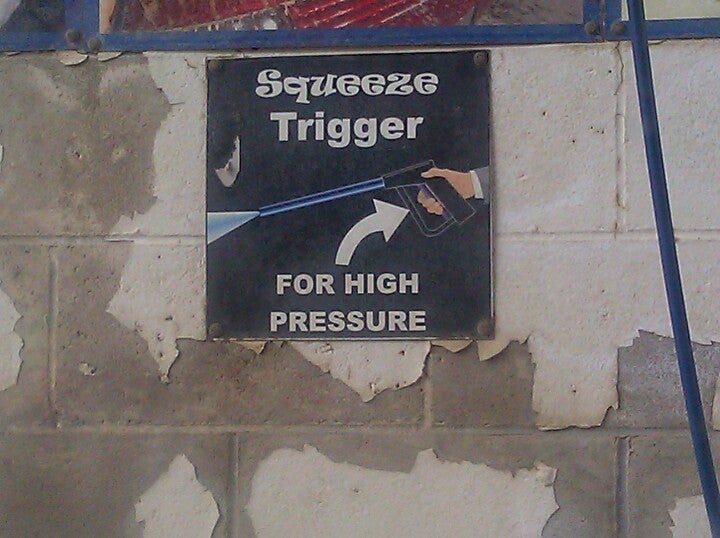 Squeeze
Trigger
FOR HIGH
PRESSURE